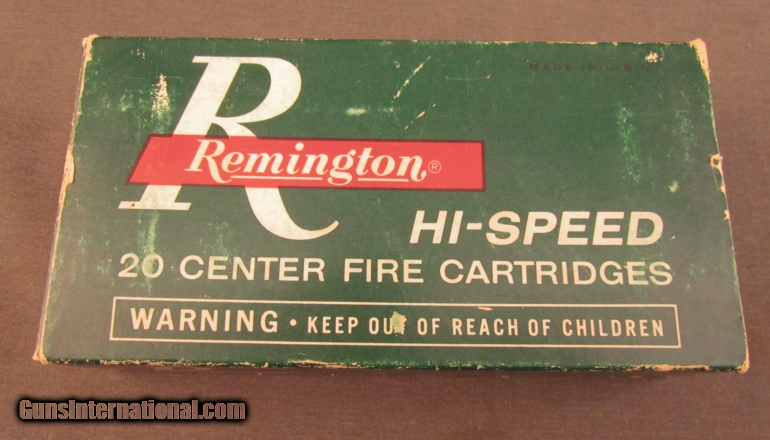 MADE IN U.S.A.
R
Remington®
HI-SPEED
20 CENTER FIRE CARTRIDGES
WARNING • KEEP OUT OF REACH OF CHILDREN
GunsInternational.com